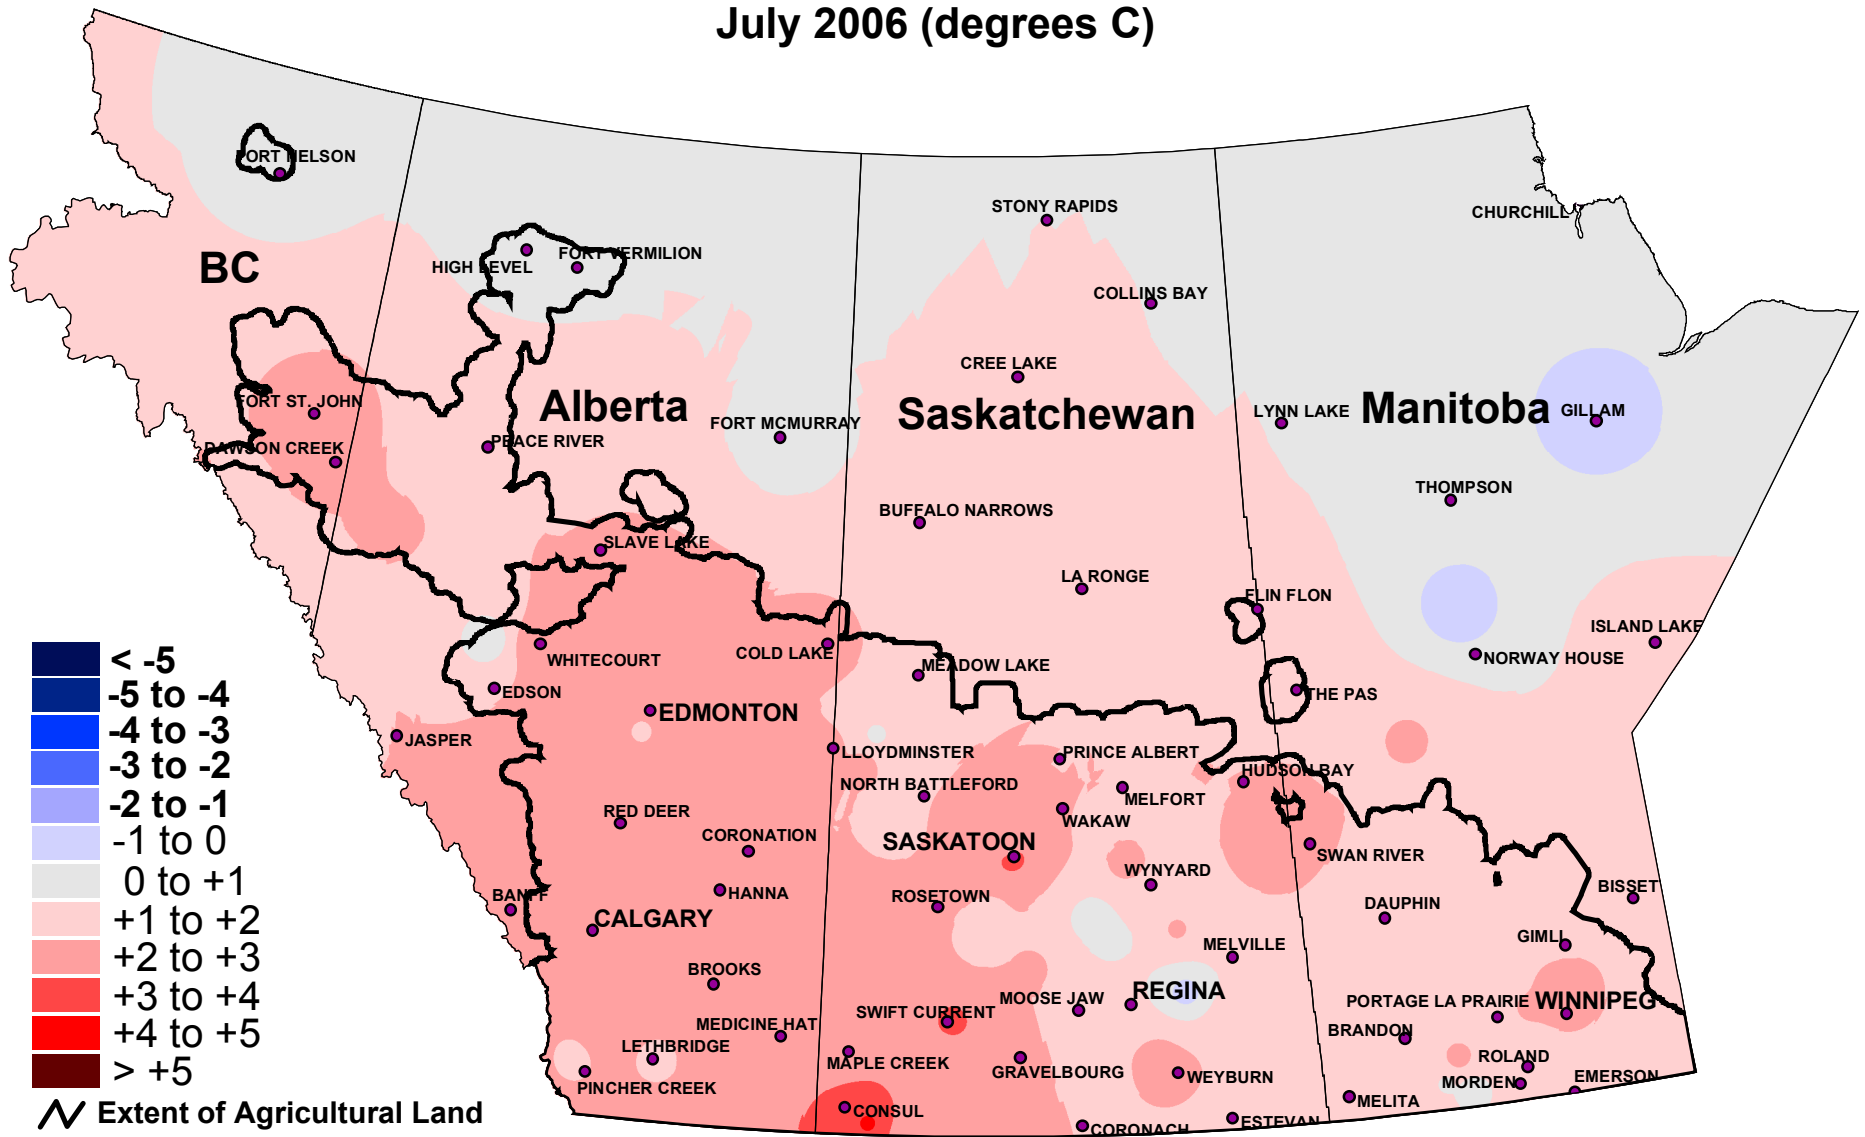 July 2006 (degrees C)
FORT NELSON
STONY RAPIDS
CHURCHILL
BC
HIGH LEVEL
FORT VERMILION
COLLINS BAY
CREE LAKE
Alberta
Saskatchewan
Manitoba
FORT ST. JOHN
FORT MCMURRAY
LYNN LAKE
GILLAM
DAWSON CREEK
PEACE RIVER
THOMPSON
BUFFALO NARROWS
SLAVE LAKE
LA RONGE
FLIN FLON
ISLAND LAKE
WHITECOURT
COLD LAKE
MEADOW LAKE
NORWAY HOUSE
EDSON
THE PAS
EDMONTON
JASPER
LLOYDMINSTER
PRINCE ALBERT
HUDSON BAY
NORTH BATTLEFORD
MELFORT
RED DEER
WAKAW
CORONATION
SASKATOON
SWAN RIVER
WYNYARD
BANFF
HANNA
ROSETOWN
BISSET
DAUPHIN
CALGARY
GIMLI
MELVILLE
BROOKS
REGINA
MOOSE JAW
PORTAGE LA PRAIRIE
WINNIPEG
SWIFT CURRENT
MEDICINE HAT
BRANDON
LETHBRIDGE
MAPLE CREEK
GRAVELBOURG
ROLAND
PINCHER CREEK
WEYBURN
MORDEN
EMERSON
CONSUL
MELITA
CORONACH
ESTEVAN
< -5
-5 to -4
-4 to -3
-3 to -2
-2 to -1
-1 to 0
0 to +1
+1 to +2
+2 to +3
+3 to +4
+4 to +5
> +5
Extent of Agricultural Land